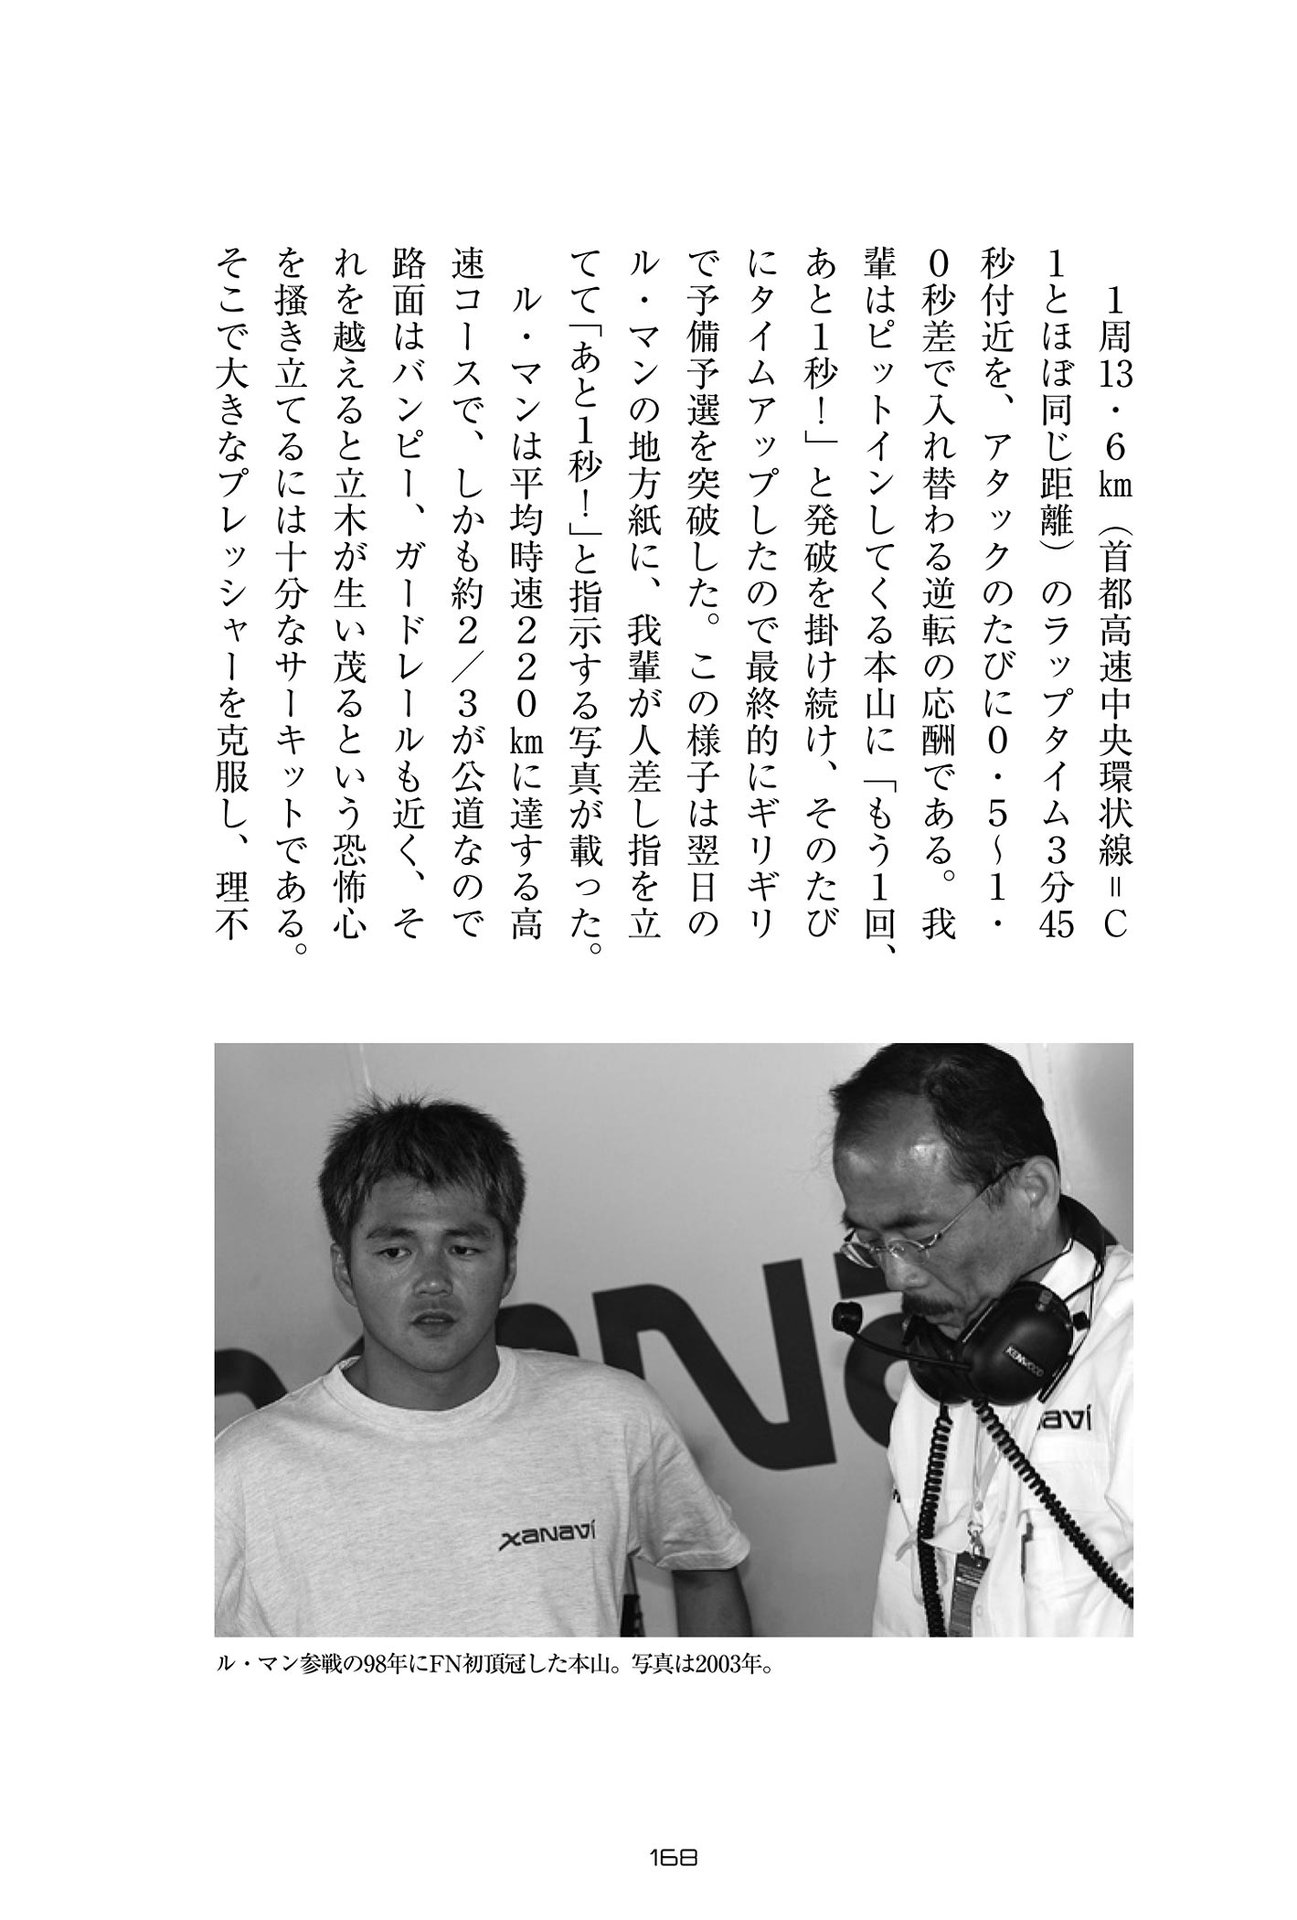 １周13・６㎞（首都高速中央環状線＝Ｃ
１とほぼ同じ距離）のラップタイム３分45
秒付近を、アタックのたびに０・５～１・
０秒差で入れ替わる逆転の応酬である。我
輩はピットインしてくる本山に「もう１回、
あと１秒！」と発破を掛け続け、そのたび
にタイムアップしたので最終的にギリギリ
で予備予選を突破した。この様子は翌日の
ル・マンの地方紙に、我輩が人差し指を立
てて「あと１秒！」と指示する写真が載った。
ル・マンは平均時速２２０㎞に達する高
速コースで、しかも約２／３が公道なので
路面はバンピー、ガードレールも近く、そ
れを越えると立木が生い茂るという恐怖心
を掻き立てるには十分なサーキットである。
そこで大きなプレッシャーを克服し、理不
xanavi
KENWOOD
anavi
ル・マン参戦の98年にFN初頂冠した本山。写真は2003年。
168